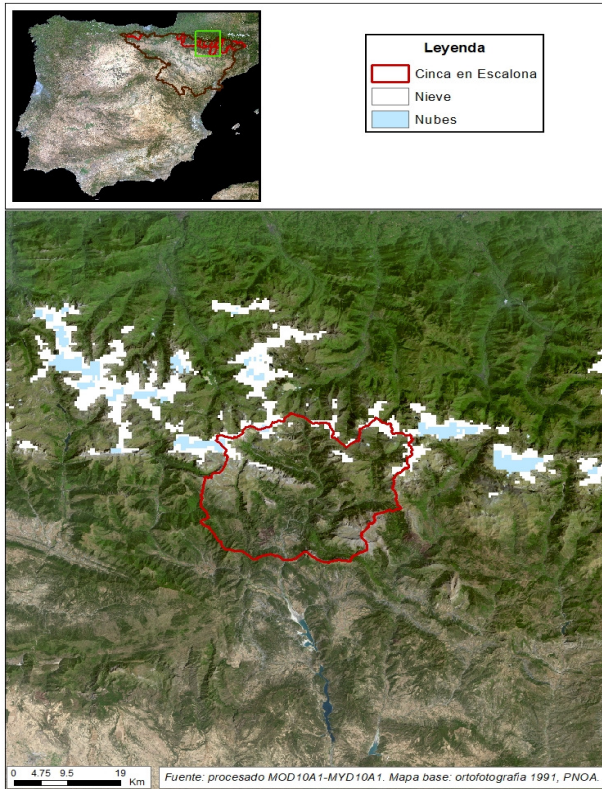 Leyenda
Cinca en Escalona
Nieve
Nubes
0 4.75 9.5 19
Km
Fuente: procesado MOD10A1-MYD10A1. Mapa base: ortofotografía 1991, PNOA.